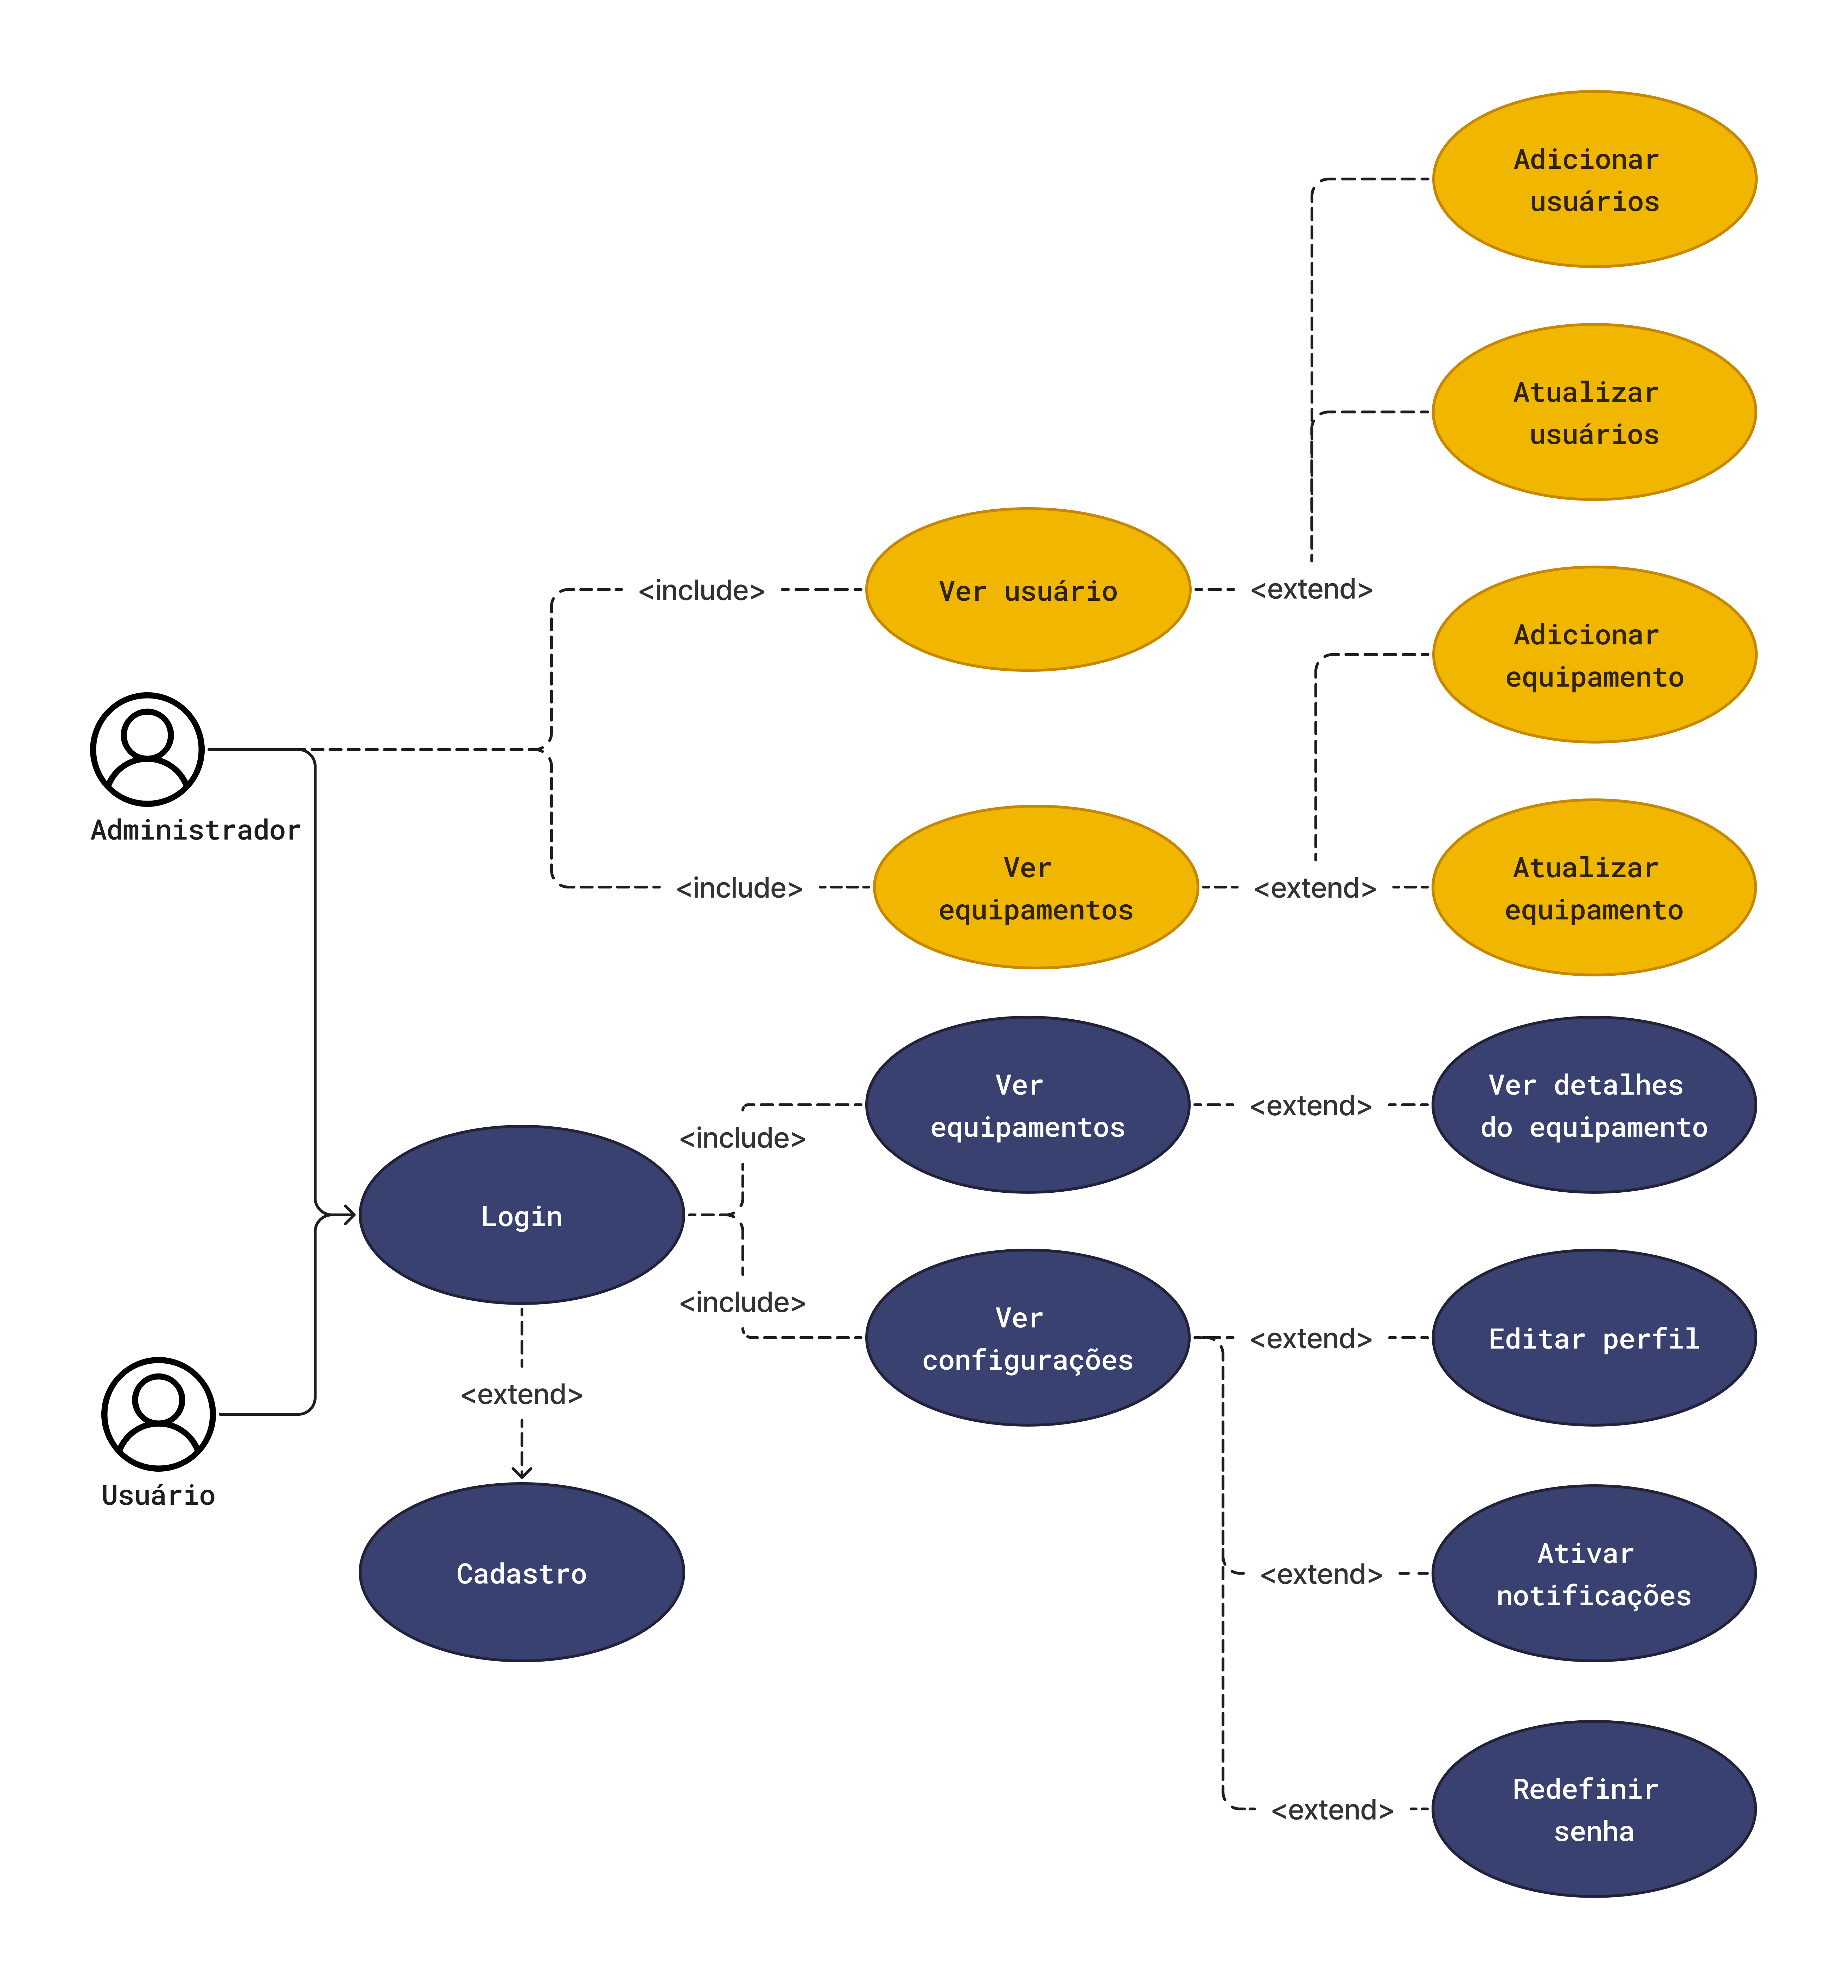 Adicionar
usuários
Atualizar
usuários
<include>
Ver usuário
<extend>
Adicionar
equipamento
Administrador
<include>
Ver
equipamentos
<extend>
Atualizar
equipamento
Ver
equipamentos
<extend>
Ver detalhes
do equipamento
<include>
Login
<include>
Ver
configurações
<extend>
Editar perfil
<extend>
Usuário
Cadastro
<extend>
Ativar
notificações
<extend>
Redefinir
senha